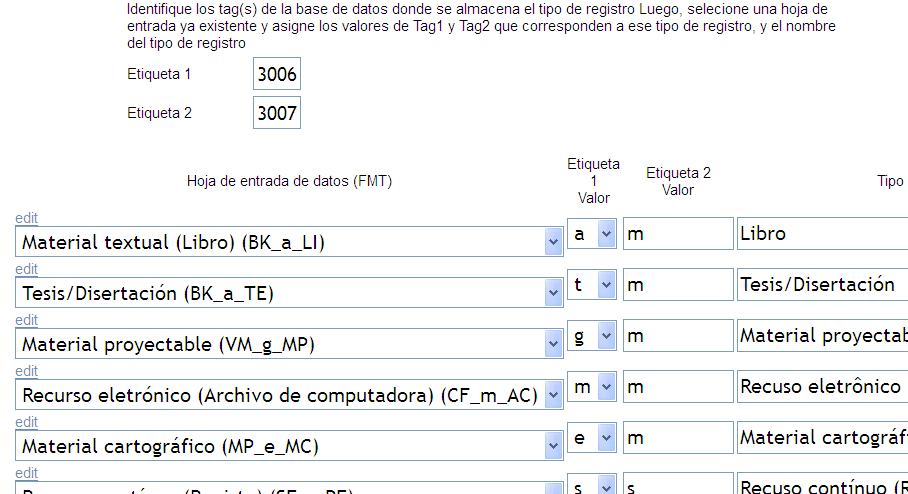 Identifique los tag(s) de la base de datos donde se almacena el tipo de registro Luego, selecione una hoja de
entrada ya existente y asigne los valores de Tag1 y Tag2 que corresponden a ese tipo de registro, y el nombre
del tipo de registro
Etiqueta 1 3006
Etiqueta 2 3007
Hoja de entrada de datos (FMT) Etiqueta 1 Valor Etiqueta 2 Valor Tipo
edit
Material textual (Libro) (BK_a_LI) a m Libro
edit
Tesis/Disertación (BK_a_TE) t m Tesis/Disertación
edit
Material proyectable (VM_g_MP) g m Material
edit
Recurso eletrónico (Archivo de computadora) (CF_m_AC) m m Recuso eletrônico
edit
Material cartográfico (MP_e_MC) e m Material
edit
s s Recuso contínuo